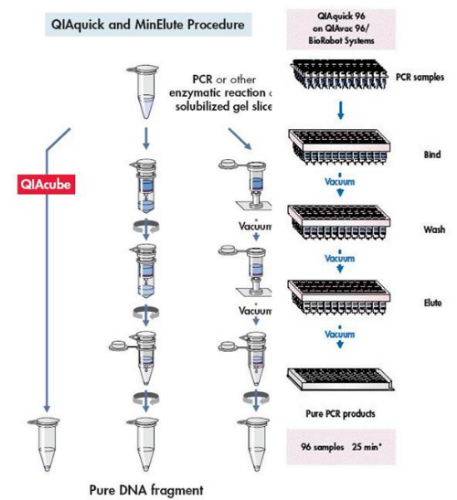 QIAquick and MinElute Procedure
QIAquick 96
on QIAvac 96/
BioRobot Systems
PCR or other
enzymatic reaction
solubilized gel slice
PCR samples
Bind
QIAcube
Vacuum
Vacuum
Wash
Vacuum
Vacuum
Elute
Vacuum
Pure PCR products
96 samples 25 min*
Pure DNA fragment